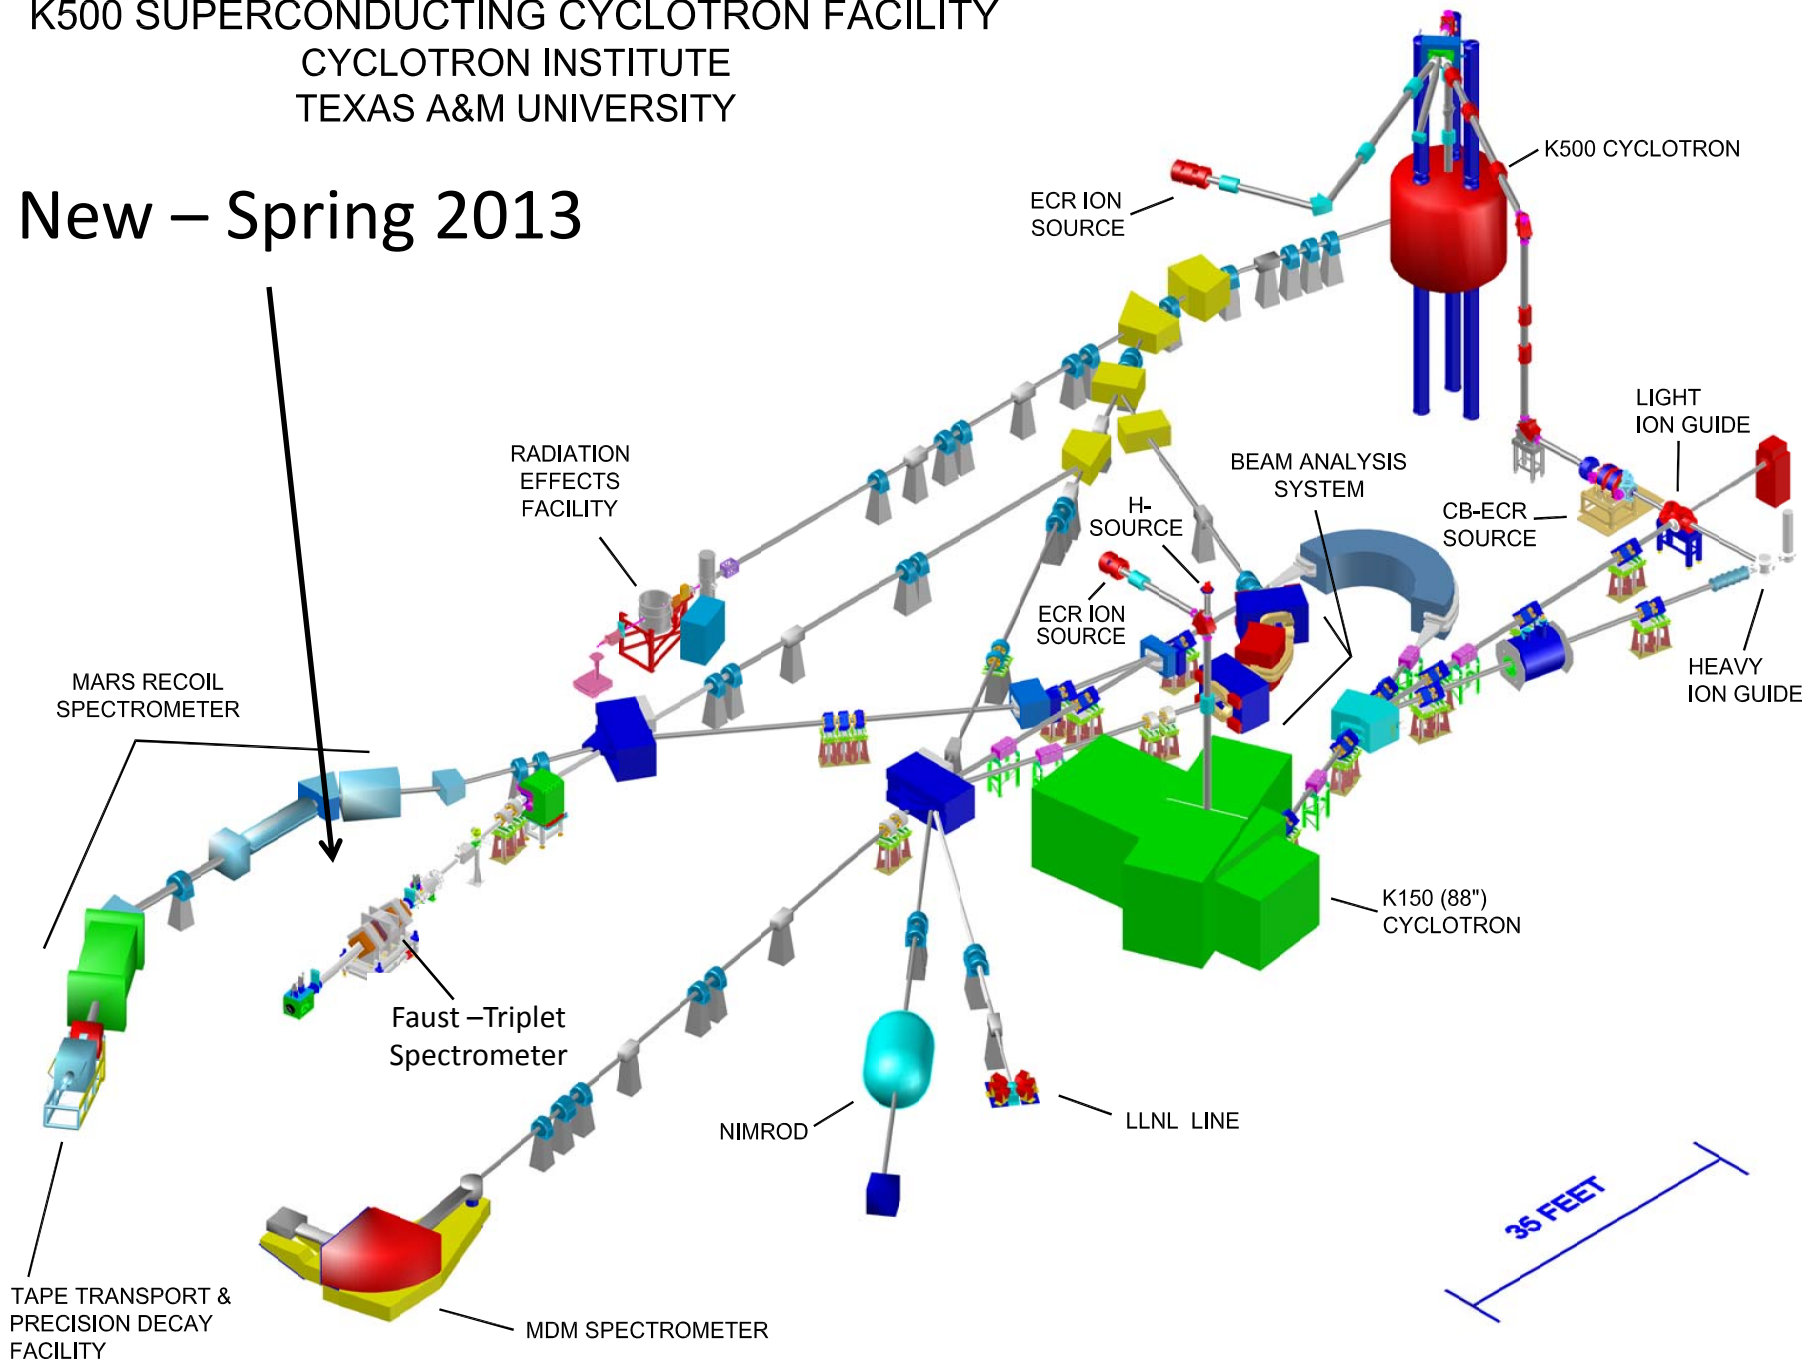 K500 SUPERCONDUCTING CYCLOTRON FACILITY
CYCLOTRON INSTITUTE
TEXAS A&M UNIVERSITY
New – Spring 2013
K500 CYCLOTRON
ECR ION
SOURCE
LIGHT
ION GUIDE
RADIATION
EFFECTS
FACILITY
BEAM ANALYSIS
SYSTEM
H-
SOURCE
CB-ECR
SOURCE
ECR ION
SOURCE
HEAVY
ION GUIDE
MARS RECOIL
SPECTROMETER
K150 (88")
CYCLOTRON
Faust –Triplet
Spectrometer
NIMROD
LLNL LINE
35 FEET
TAPE TRANSPORT &
PRECISION DECAY
FACILITY
MDM SPECTROMETER